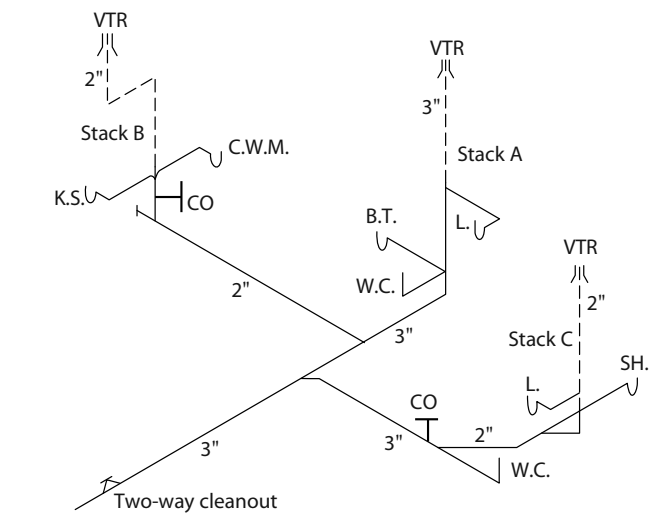 VTR
VTR
2"
3"
Stack B
C.W.M.
Stack A
K.S.
CO
B.T.
L.
VTR
W.C.
2"
2"
3"
Stack C
SH.
L.
CO
3"
3"
2"
W.C.
Two-way cleanout